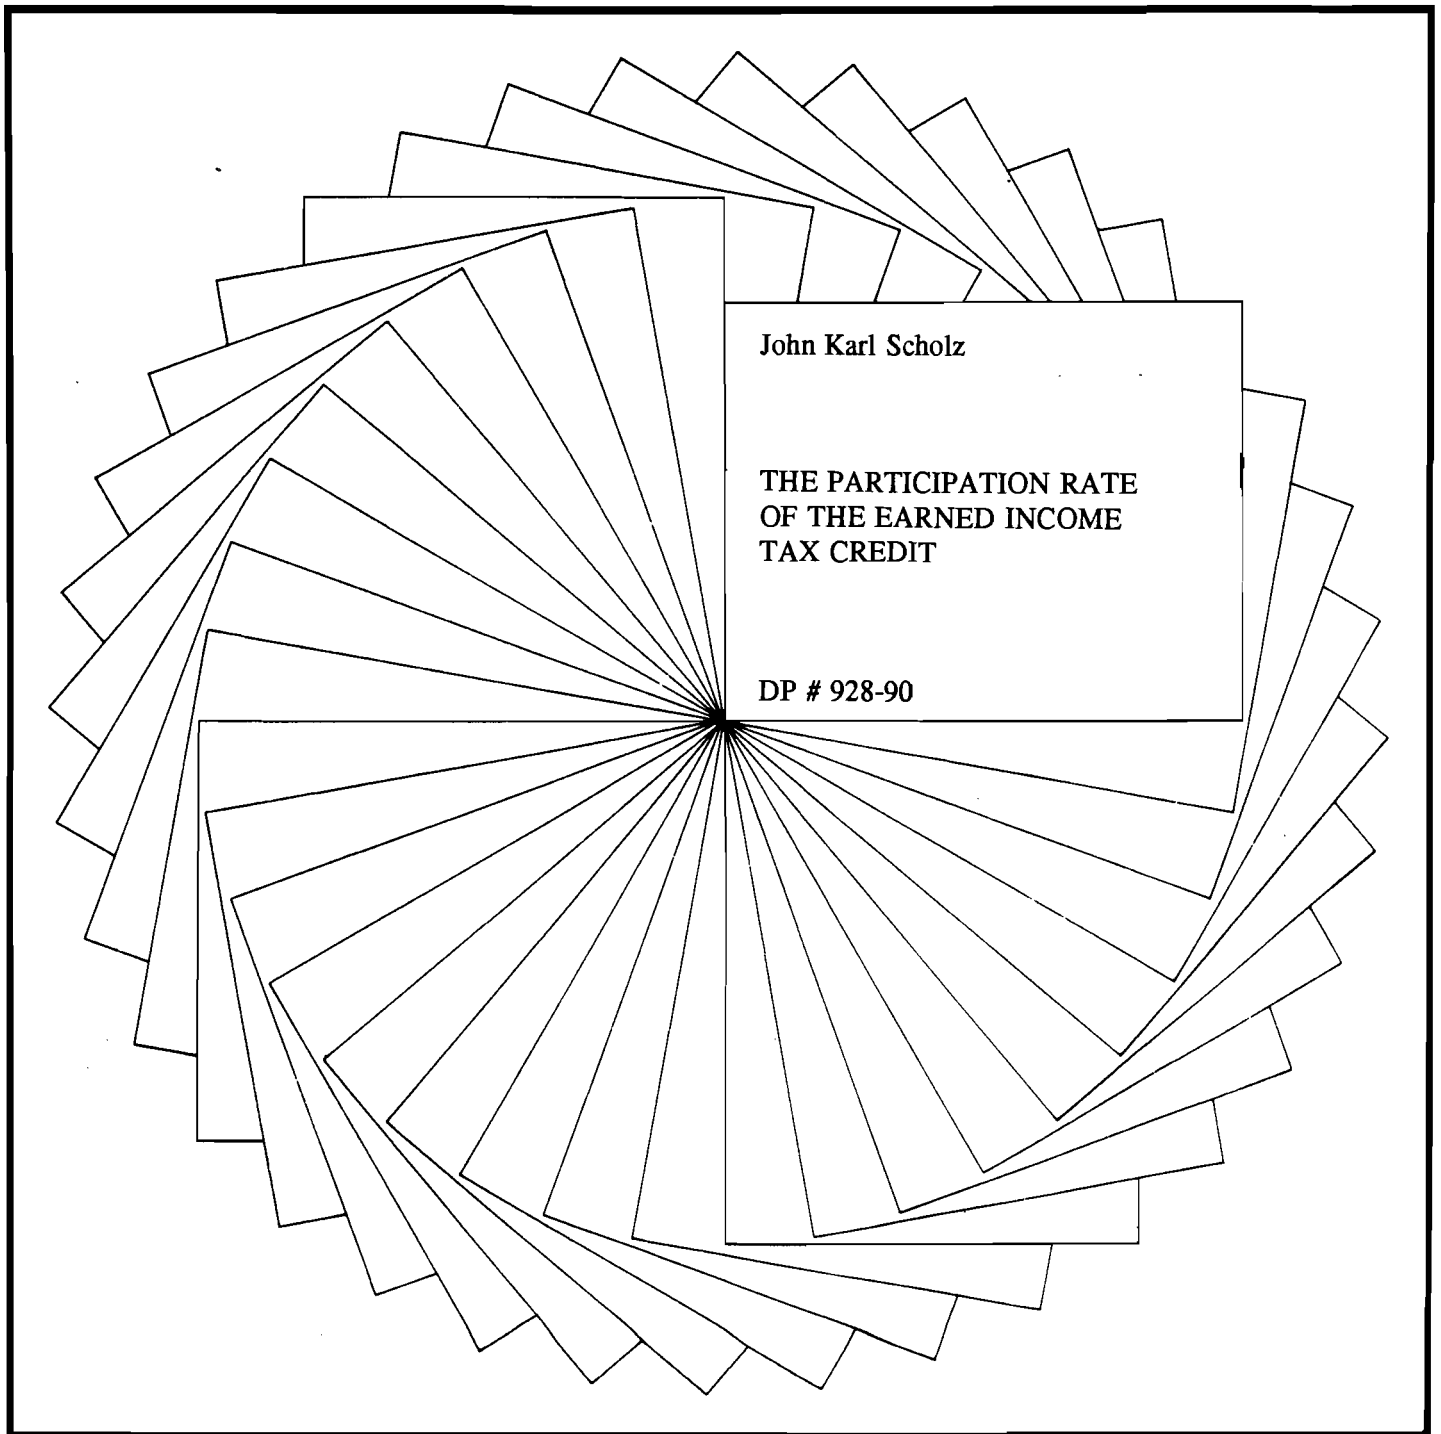 John Karl Scholz
THE PARTICIPATION RATE
OF THE EARNED INCOME
TAX CREDIT
DP # 928-90